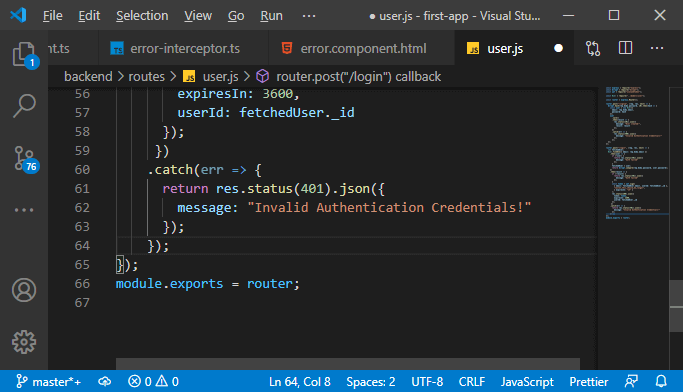 File Edit Selection View Go Run ··· ● user.js - first-app - Visual Stu...
nt.ts error-interceptor.ts error.component.html JS user.js ● ···
backend > routes > JS user.js > router.post("/login") callback
56 expiresIn: 3600,
57 userId: fetchedUser._id
58 });
59 })
60 .catch(err => {
61 return res.status(401).json({
62 message: "Invalid Authentication Credentials!"
63 });
64 });
65 });
66 module.exports = router;
67
1
76
master*+ 0 0 Ln 64, Col 8 Spaces: 2 UTF-8 CRLF JavaScript Prettier